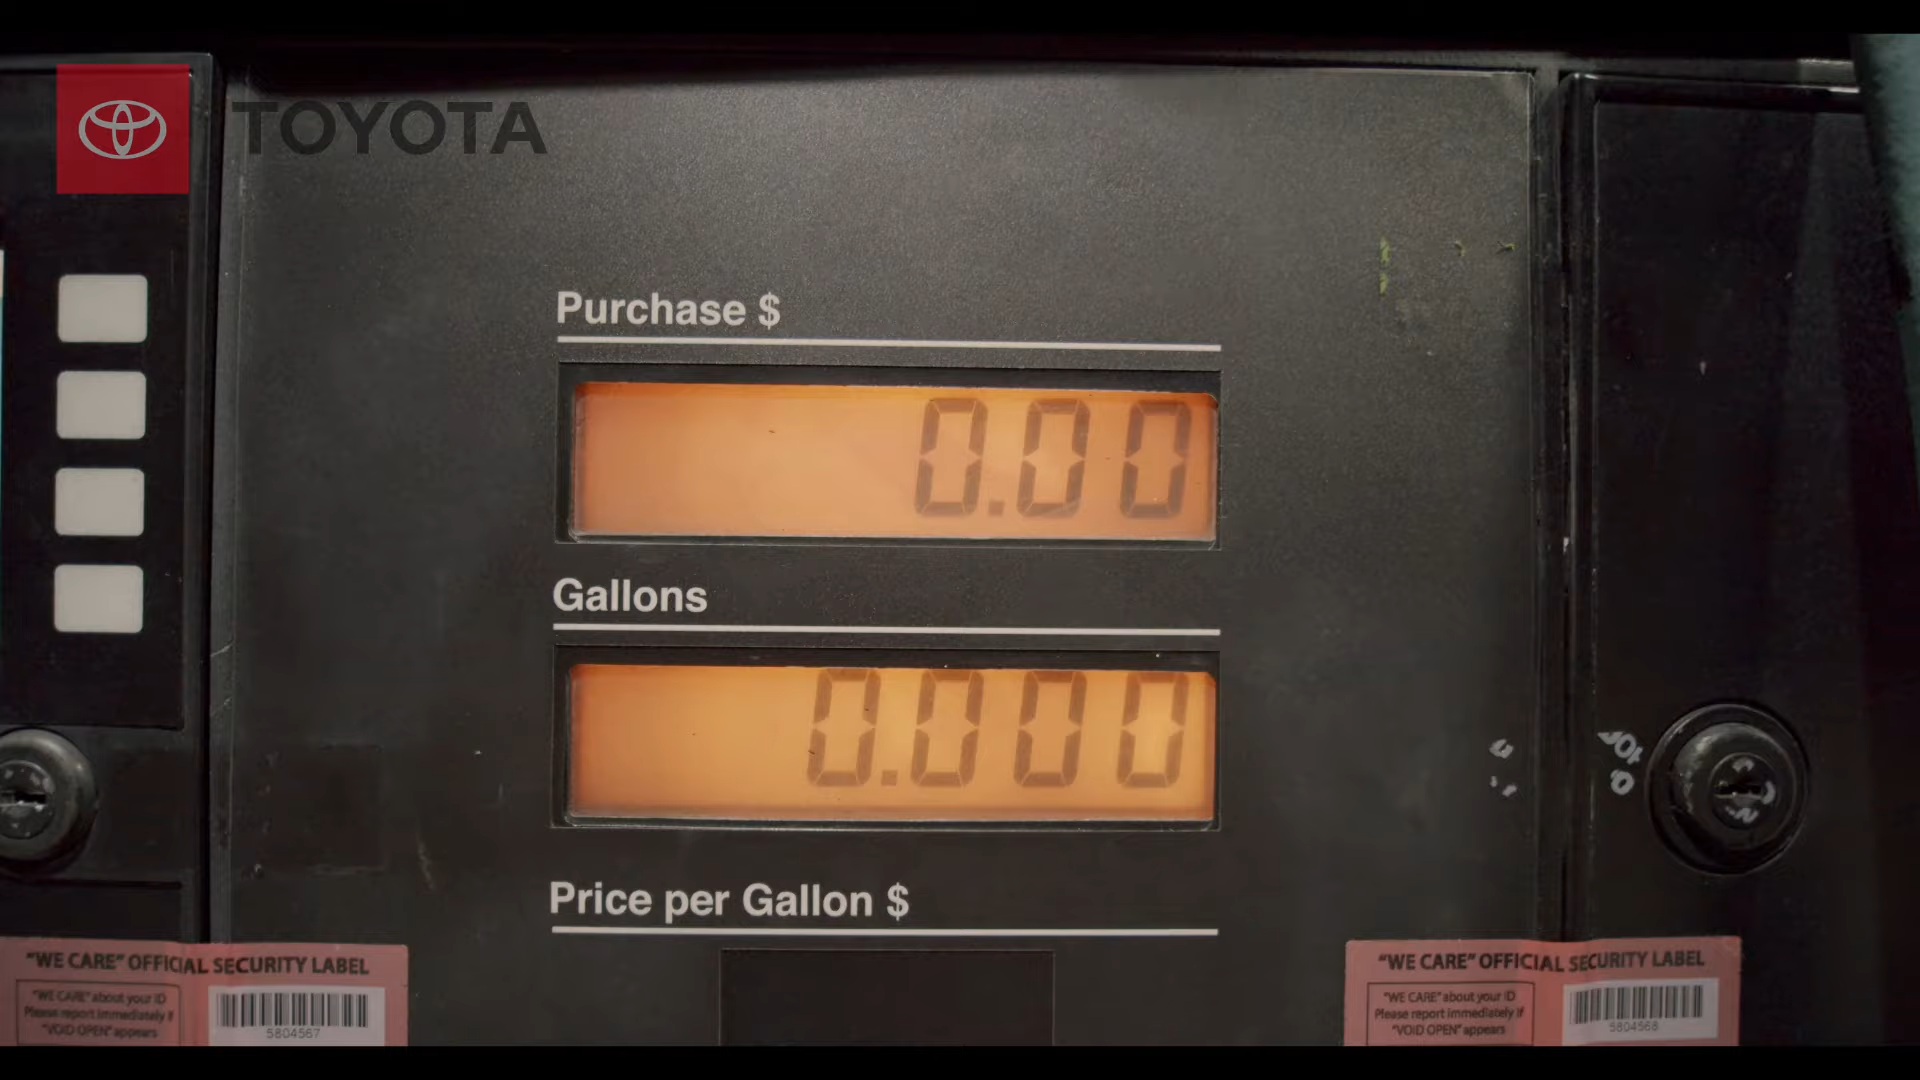 TOYOTA
Purchase $
0.00
Gallons
0.000
Price per Gallon $
"WE CARE" OFFICIAL SECURITY LABEL
"WE CARE" about your ID
Please report immediately if
"VOID OPEN" appears
5804567
"WE CARE" OFFICIAL SECURITY LABEL
"WE CARE" about your ID
Please report immediately if
"VOID OPEN" appears
5804568